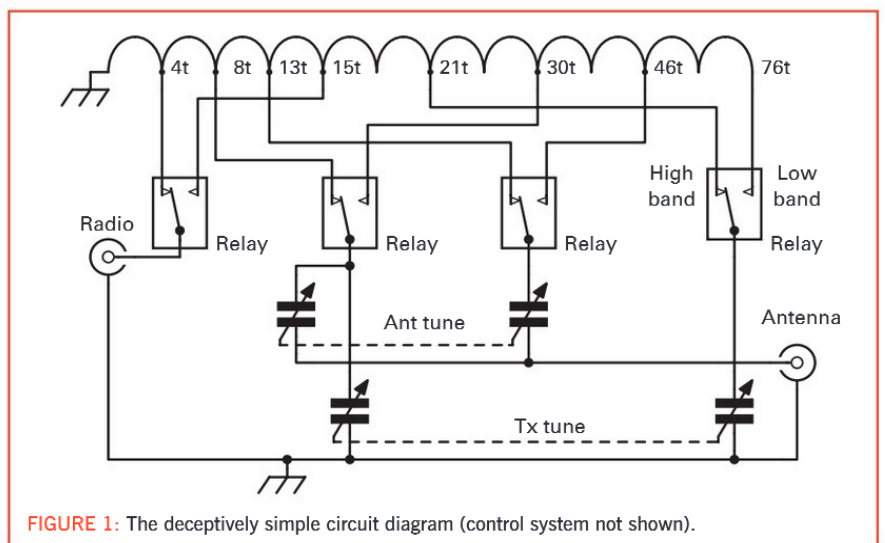 4t 8t 13t 15t 21t 30t 46t 76t
High band
Low band
Radio
Relay
Relay
Relay
Relay
Ant tune
Antenna
Tx tune
FIGURE 1: The deceptively simple circuit diagram (control system not shown).